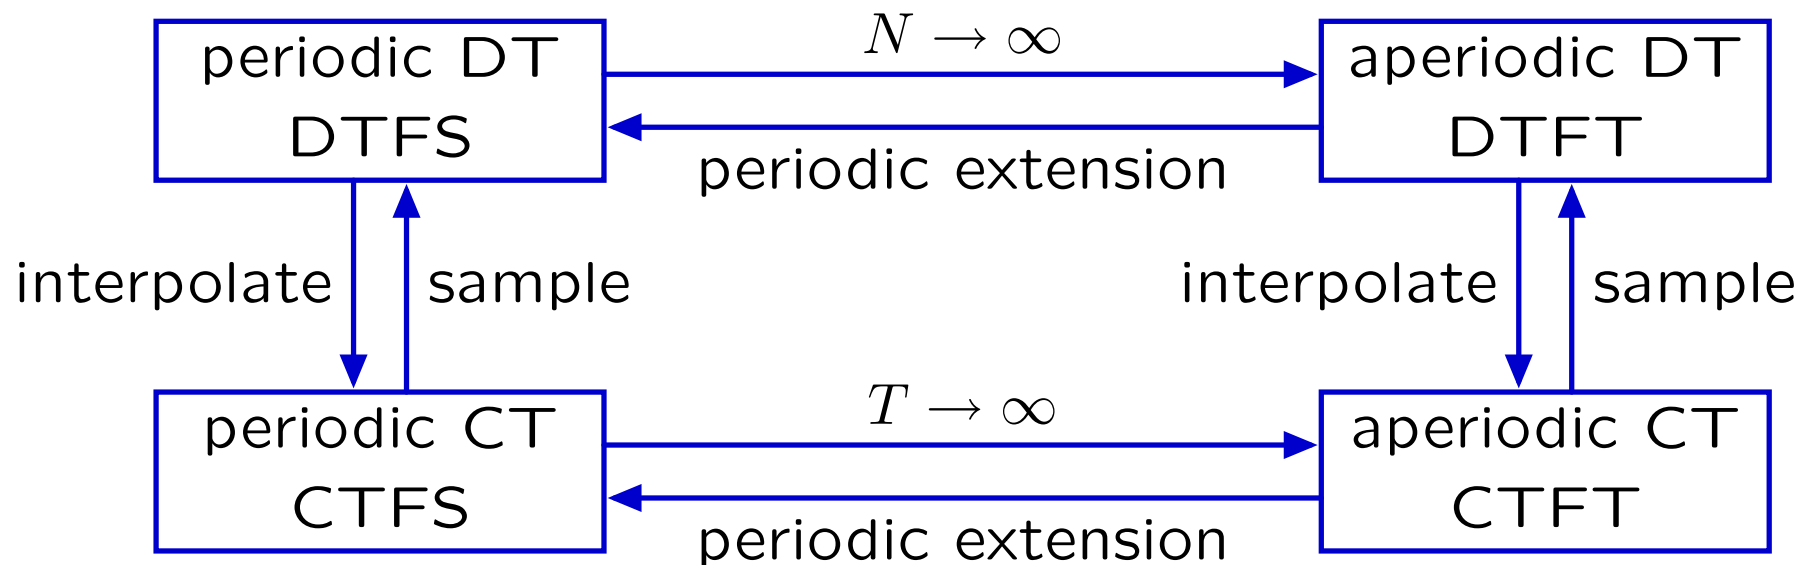 periodic DT
DTFS
N → ∞
periodic extension
aperiodic DT
DTFT
interpolate
sample
interpolate
sample
periodic CT
CTFS
T → ∞
periodic extension
aperiodic CT
CTFT